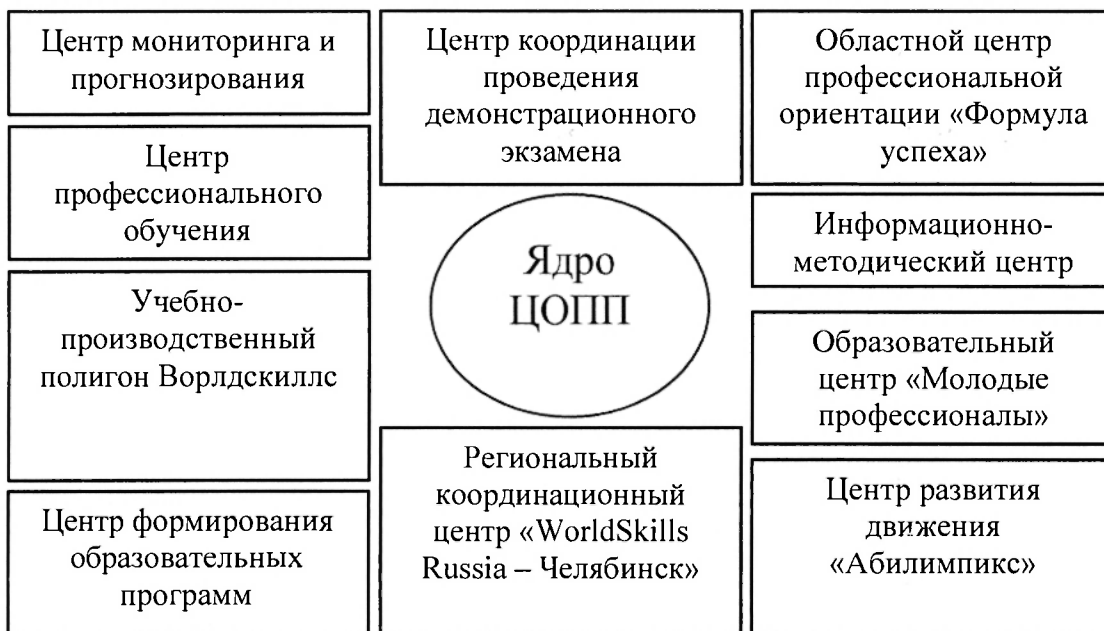 Центр мониторинга и
прогнозирования
Центр
профессионального
обучения
Учебно-
производственный
полигон Ворлдскиллс
Центр формирования
образовательных
программ
Центр координации
проведения
демонстрационного
экзамена
Ядро
ЦОПП
Региональный
координационный
центр «WorldSkills
Russia – Челябинск»
Областной центр
профессиональной
ориентации «Формула
успеха»
Информационно-
методический центр
Образовательный
центр «Молодые
профессионалы»
Центр развития
движения
«Абилимпикс»